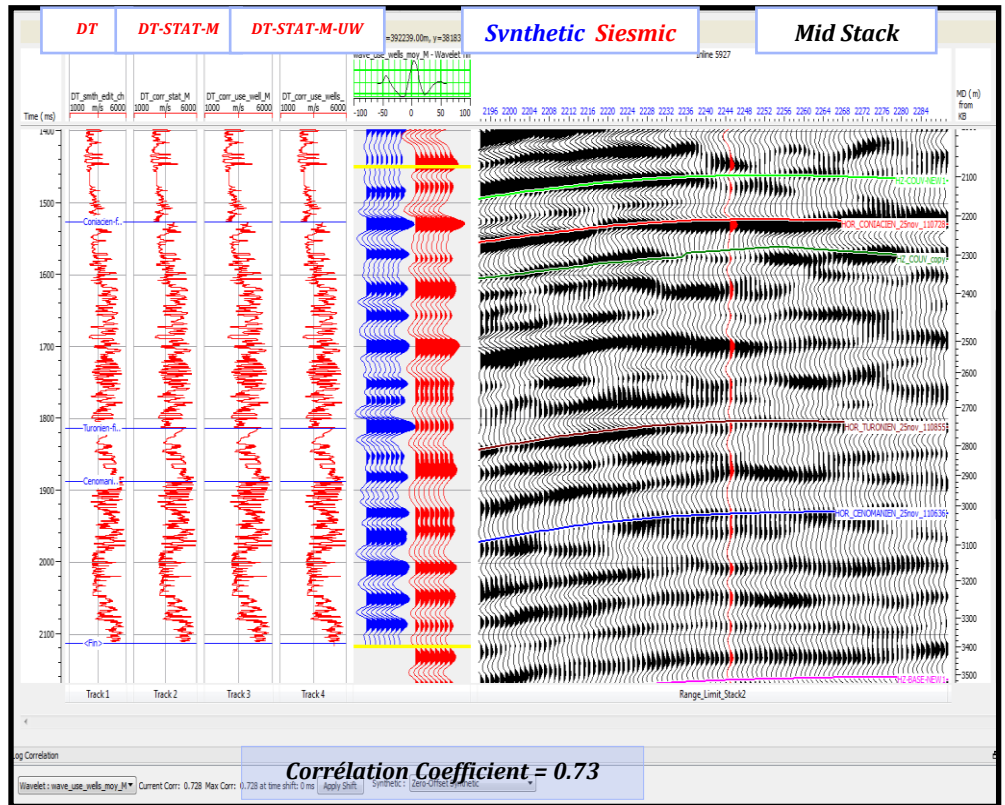 DT
DT-STAT-M
DT-STAT-M-UW
Synthetic Siesmic
Mid Stack
=392239.00m, y=38183
Inline 5927
wave_use_wells_moy_M - Wavelet
DT_smth_edit_ch
DT_corr_stat_M
DT_corr_use_well_M
DT_corr_use_wells_
1000 m/s 6000
1000 m/s 6000
1000 m/s 6000
1000 m/s 6000
-100 -50 0 50 100
2196 2200 2204 2208 2212 2216 2220 2224 2228 2232 2236 2240 2244 2248 2252 2256 2260 2264 2268 2272 2276 2280 2284
MD (m)
from
KB
Time (ms)
1400
1500
1600
1700
1800
1900
2000
2100
Coniacien-f..
Turonien-fi..
Cenomani..
<Fin>
HZ-COUV-NEW1
HOR_CONIACIEN_25nov_110728
HZ_COUV_copy
HOR_TURONIEN_25nov_110855
HOR_CENOMANIEN_25nov_110636
HZ-BASE-NEW1
2100
2200
2300
2400
2500
2600
2700
2800
2900
3000
3100
3200
3300
3400
3500
Track 1
Track 2
Track 3
Track 4
Range_Limit_Stack2
Log Correlation
Corrélation Coefficient = 0.73
Wavelet : wave_use_wells_moy_M
Current Corr: 0.728 Max Corr: 0.728 at time shift: 0 ms
Apply Shift
Synthetic : Zero-Offset Synthetic